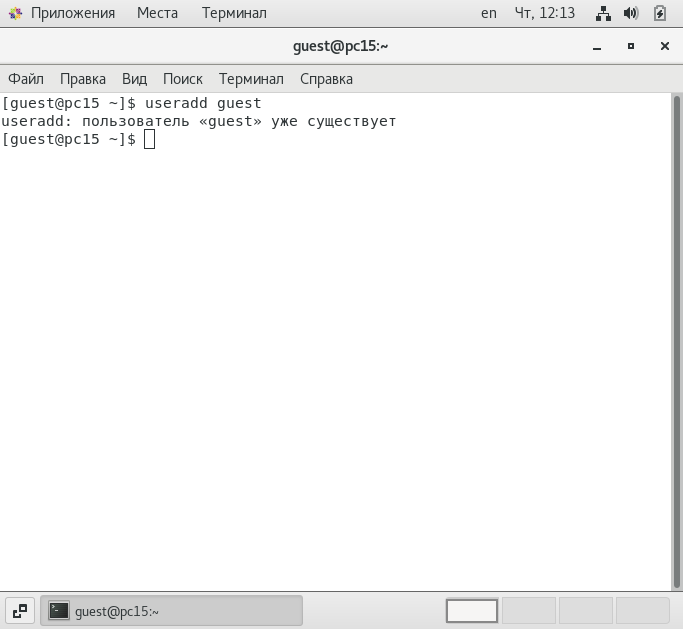 Приложения Места Терминал en Чт, 12:13
guest@pc15:~
Файл Правка Вид Поиск Терминал Справка
[guest@pc15 ~]$ useradd guest
useradd: пользователь «guest» уже существует
[guest@pc15 ~]$
guest@pc15:~